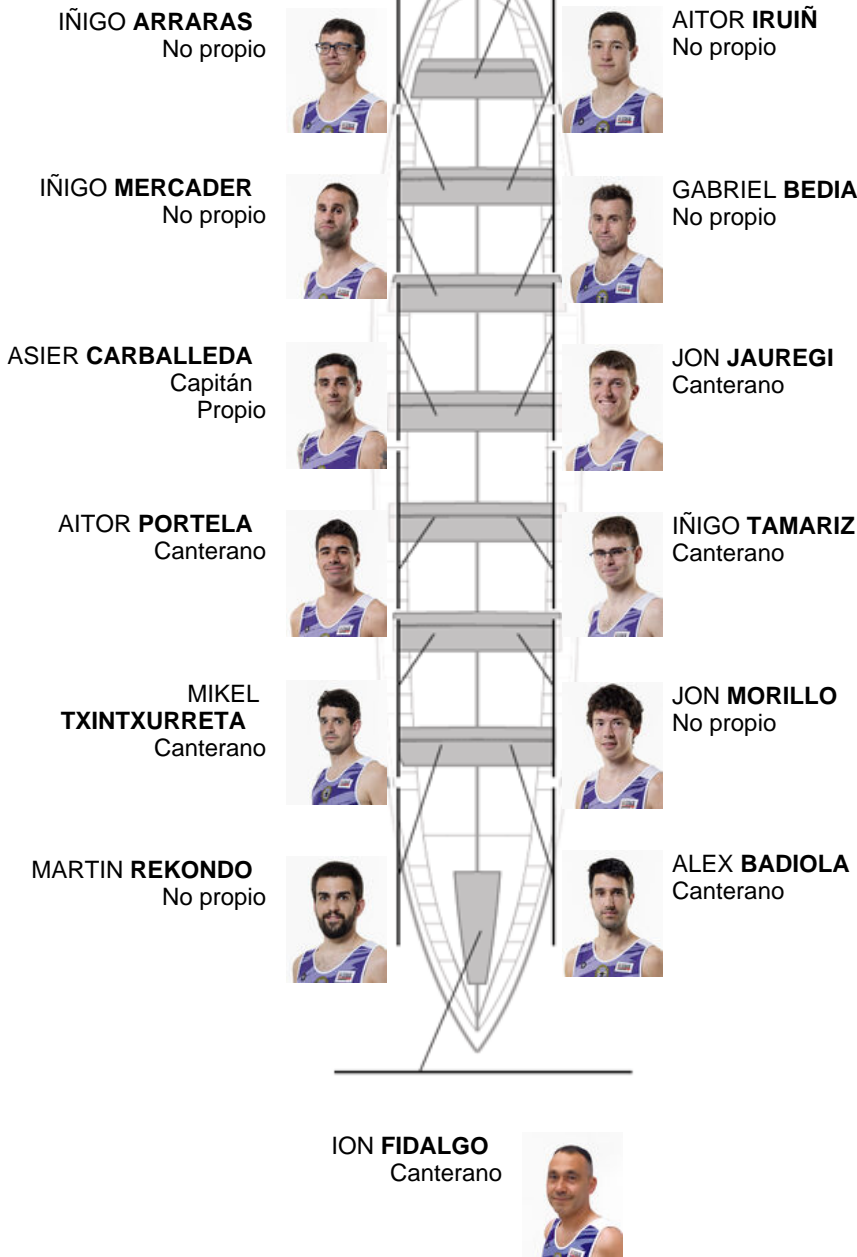 IÑIGO ARRARAS
No propio
AITOR IRUIÑ
No propio
IÑIGO MERCADER
No propio
GABRIEL BEDIA
No propio
ASIER CARBALLEDA
Capitán
Propio
JON JAUREGI
Canterano
AITOR PORTELA
Canterano
IÑIGO TAMARIZ
Canterano
MIKEL
TXINTXURRETA
Canterano
JON MORILLO
No propio
MARTIN REKONDO
No propio
ALEX BADIOLA
Canterano
ION FIDALGO
Canterano